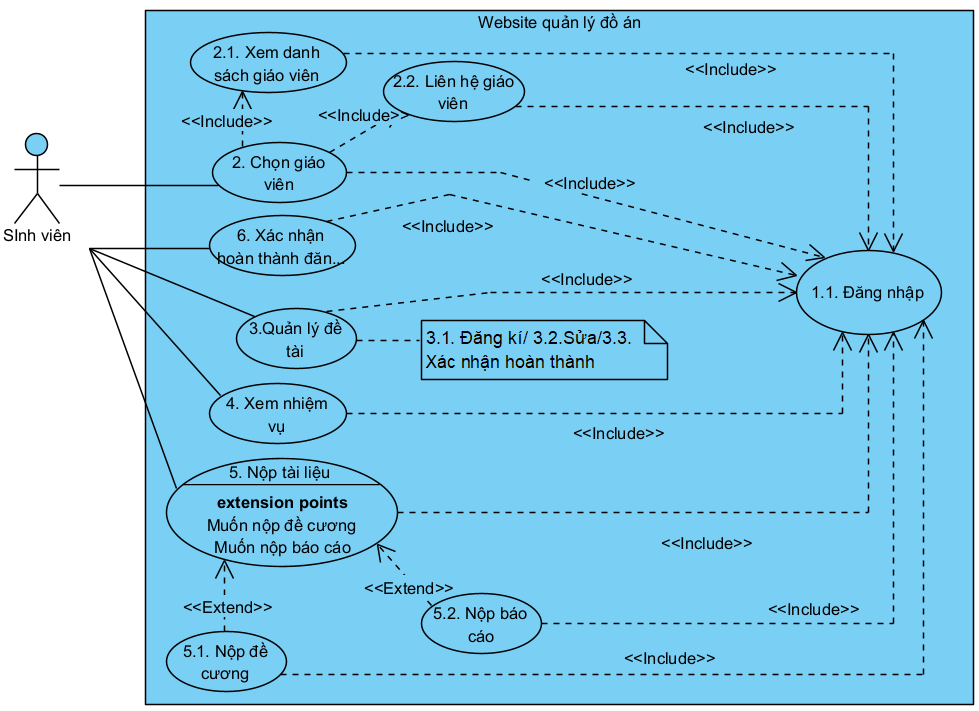 Website quản lý đồ án
2.1. Xem danh
sách giáo viên
<<Include>>
2.2. Liên hệ giáo
viên
<<Include>>
<<Include>>
<<Include>>
2. Chọn giáo
viên
<<Include>>
SInh viên
6. Xác nhận
hoàn thành đăn...
<<Include>>
1.1. Đăng nhập
<<Include>>
3.Quản lý đề
tài
3.1. Đăng kí/ 3.2.Sửa/3.3.
Xác nhận hoàn thành
4. Xem nhiệm
vụ
<<Include>>
5. Nộp tài liệu
extension points
Muốn nộp đề cương
Muốn nộp báo cáo
<<Include>>
<<Extend>>
<<Extend>>
5.2. Nộp báo
cáo
<<Include>>
5.1. Nộp đề
cương
<<Include>>